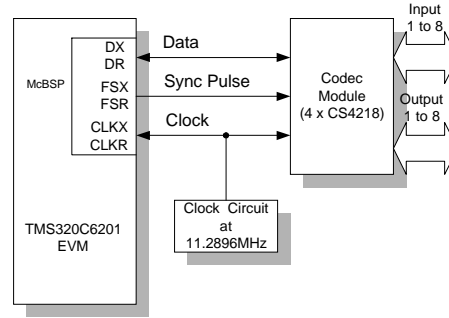 DX
DR
McBSP
FSX
FSR
CLKX
CLKR
TMS320C6201
EVM
Data
Sync Pulse
Clock
Clock Circuit
at
11.2896MHz
Codec
Module
(4 x CS4218)
Input
1 to 8
Output
1 to 8